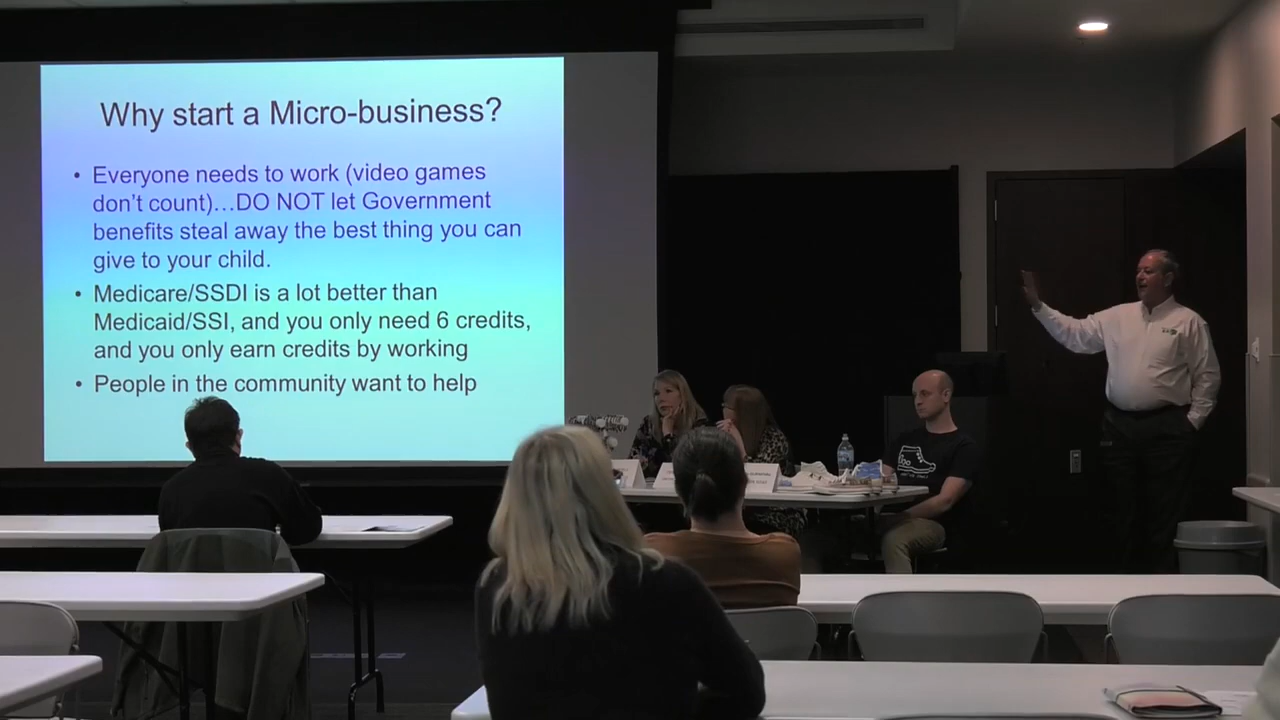 Why start a Micro-business?
• Everyone needs to work (video games
don't count)...DO NOT let Government
benefits steal away the best thing you can
give to your child.
• Medicare/SSDI is a lot better than
Medicaid/SSI, and you only need 6 credits,
and you only earn credits by working
• People in the community want to help